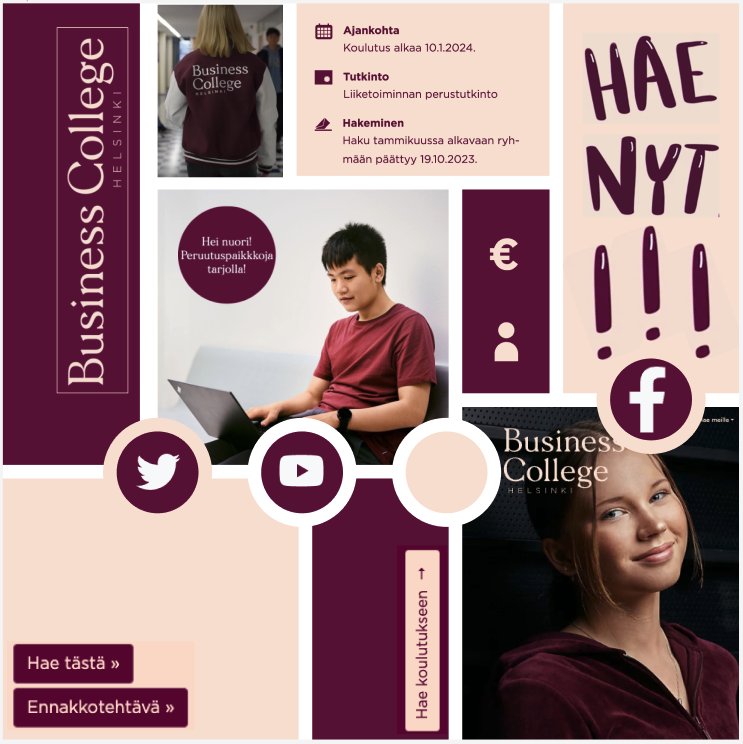 Business College
HELSINKI
Business
College
HELSINKI
Ajankohta
Koulutus alkaa 10.1.2024.
Tutkinto
Liiketoiminnan perustutkinto
Hakeminen
Haku tammikuussa alkavaan ryh-
mään päättyy 19.10.2023.
HAE
NYT
!!!
Hei nuori!
Peruutuspaikkkoja
tarjolla!
€
Business
College
HELSINKI
meille
Hae koulutukseen →
Hae tästä »
Ennakkotehtävä »